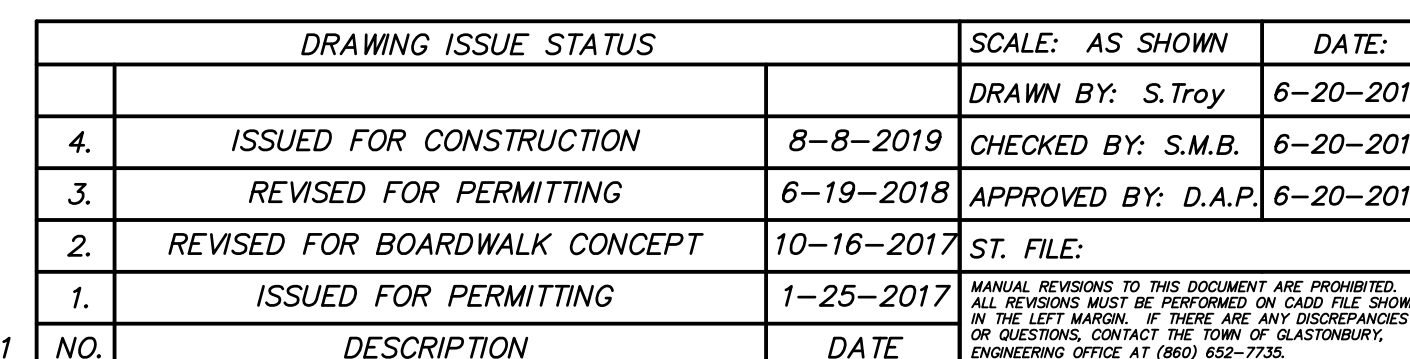 DRAWING ISSUE STATUS SCALE: AS SHOWN DATE:
DRAWN BY: S.Troy 6-20-201
4. ISSUED FOR CONSTRUCTION 8-8-2019 CHECKED BY: S.M.B. 6-20-201
3. REVISED FOR PERMITTING 6-19-2018 APPROVED BY: D.A.P. 6-20-201
2. REVISED FOR BOARDWALK CONCEPT 10-16-2017 ST. FILE:
1. ISSUED FOR PERMITTING 1-25-2017
MANUAL REVISIONS TO THIS DOCUMENT ARE PROHIBITED.
ALL REVISIONS MUST BE PERFORMED ON CADD FILE SHOW
IN THE LEFT MARGIN. IF THERE ARE ANY DISCREPANCIES
OR QUESTIONS, CONTACT THE TOWN OF GLASTONBURY,
ENGINEERING OFFICE AT (860) 652-7735.
1 NO. DESCRIPTION DATE